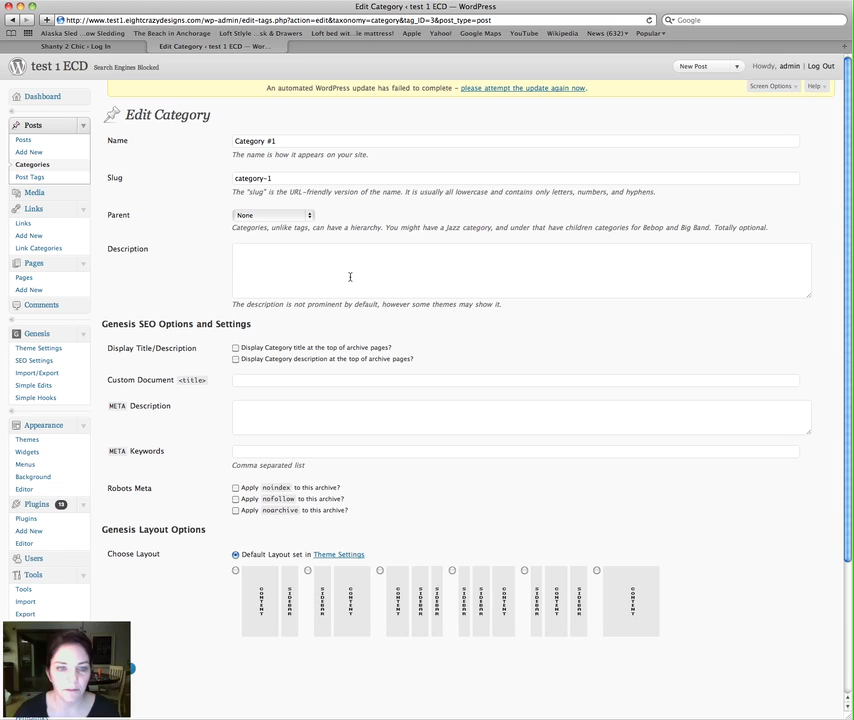 Edit Category ‹ test 1 ECD — WordPress
http://www.test1.eightcrazydesigns.com/wp-admin/edit-tags.php?action=edit&taxonomy=category&tag_ID=3&post_type=post
Google
Alaska Sled ...ow Sledding The Beach in Anchorage Loft Style ...sk & Drawers Loft bed wit...le mattress! Apple Yahoo! Google Maps YouTube Wikipedia News (632) Popular
Shanty 2 Chic › Log In Edit Category ‹ test 1 ECD — Wor...
test 1 ECD Search Engines Blocked New Post Howdy, admin | Log Out
An automated WordPress update has failed to complete – please attempt the update again now.
Screen Options Help
Dashboard
Posts
Posts
Add New
Categories
Post Tags
Media
Links
Links
Add New
Link Categories
Pages
Pages
Add New
Comments
Genesis
Theme Settings
SEO Settings
Import/Export
Simple Edits
Simple Hooks
Appearance
Themes
Widgets
Menus
Background
Editor
Plugins 13
Plugins
Add New
Editor
Users
Tools
Tools
Import
Export
Edit Category
Name Category #1
The name is how it appears on your site.
Slug category-1
The "slug" is the URL-friendly version of the name. It is usually all lowercase and contains only letters, numbers, and hyphens.
Parent None
Categories, unlike tags, can have a hierarchy. You might have a Jazz category, and under that have children categories for Bebop and Big Band. Totally optional.
Description
The description is not prominent by default, however some themes may show it.
Genesis SEO Options and Settings
Display Title/Description Display Category title at the top of archive pages?
Display Category description at the top of archive pages?
Custom Document <title>
META Description
META Keywords
Comma separated list
Robots Meta Apply noindex to this archive?
Apply nofollow to this archive?
Apply noarchive to this archive?
Genesis Layout Options
Choose Layout Default Layout set in Theme Settings
CONTENT SIDEBAR SIDEBAR CONTENT CONTENT SIDEBAR SIDEBAR SIDEBAR SIDEBAR CONTENT SIDEBAR CONTENT SIDEBAR CONTENT